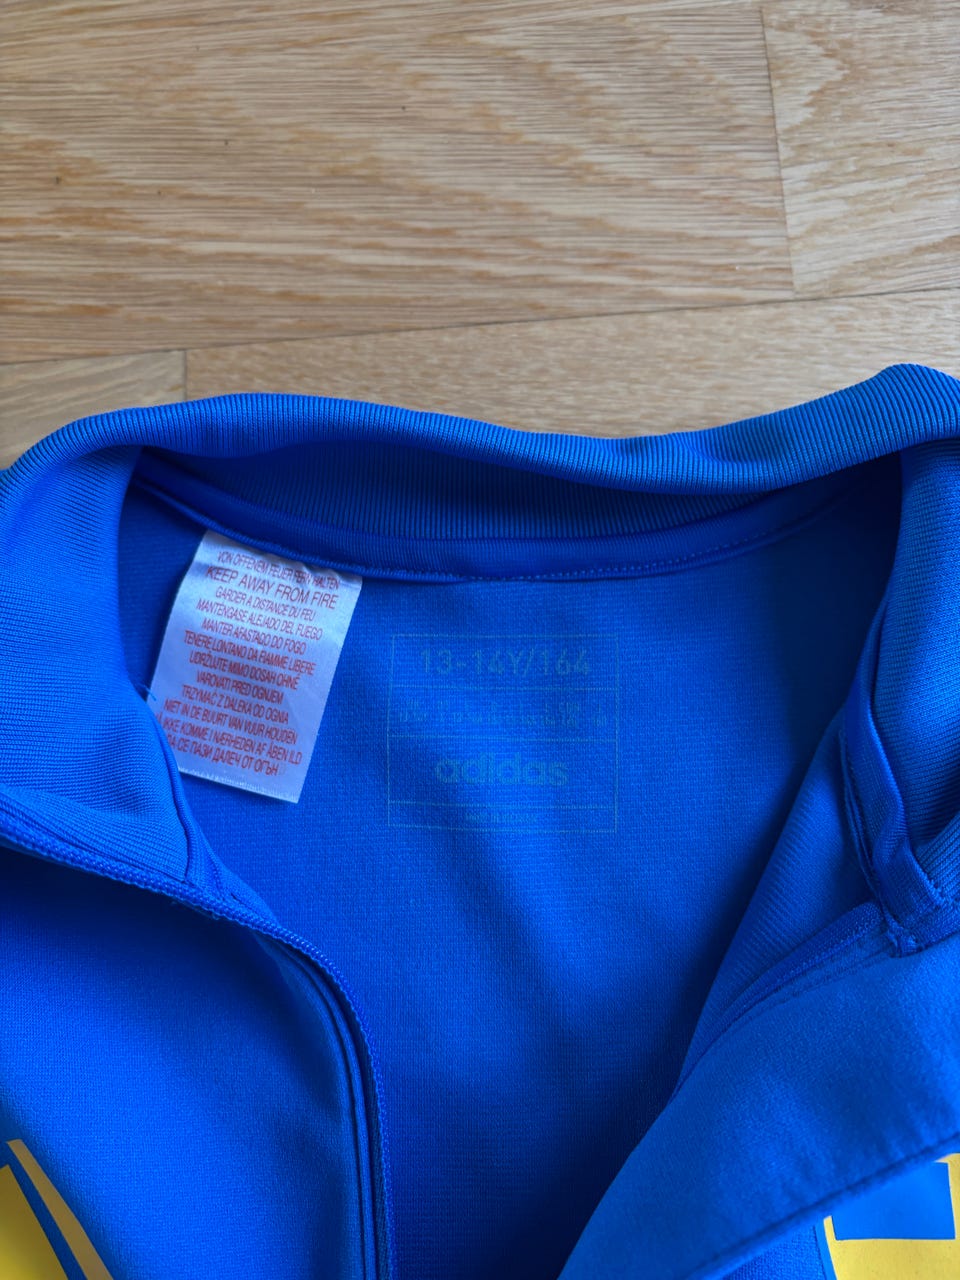 VON OFFENEM FEUER FERN HALTEN
KEEP AWAY FROM FIRE
GARDER A DISTANCE DU FEU
MANTENGASE ALEJADO DEL FUEGO
MANTER AFASTADO DO FOGO
TENERE LONTANO DA FIAMME LIBERE
UDRŽUJTE MIMO DOSAH OHNĚ
VAROVATI PRED OGNJEM
TRZYMAĆ Z DALEKA OD OGNIA
NIET IN DE BUURT VAN VUUR HOUDEN
IKKE KOMME I NÆRHEDEN AF ÅBEN ILD
ДА СЕ ПАЗИ ДАЛЕЧ ОТ ОГЪН
13-14Y/164
adidas